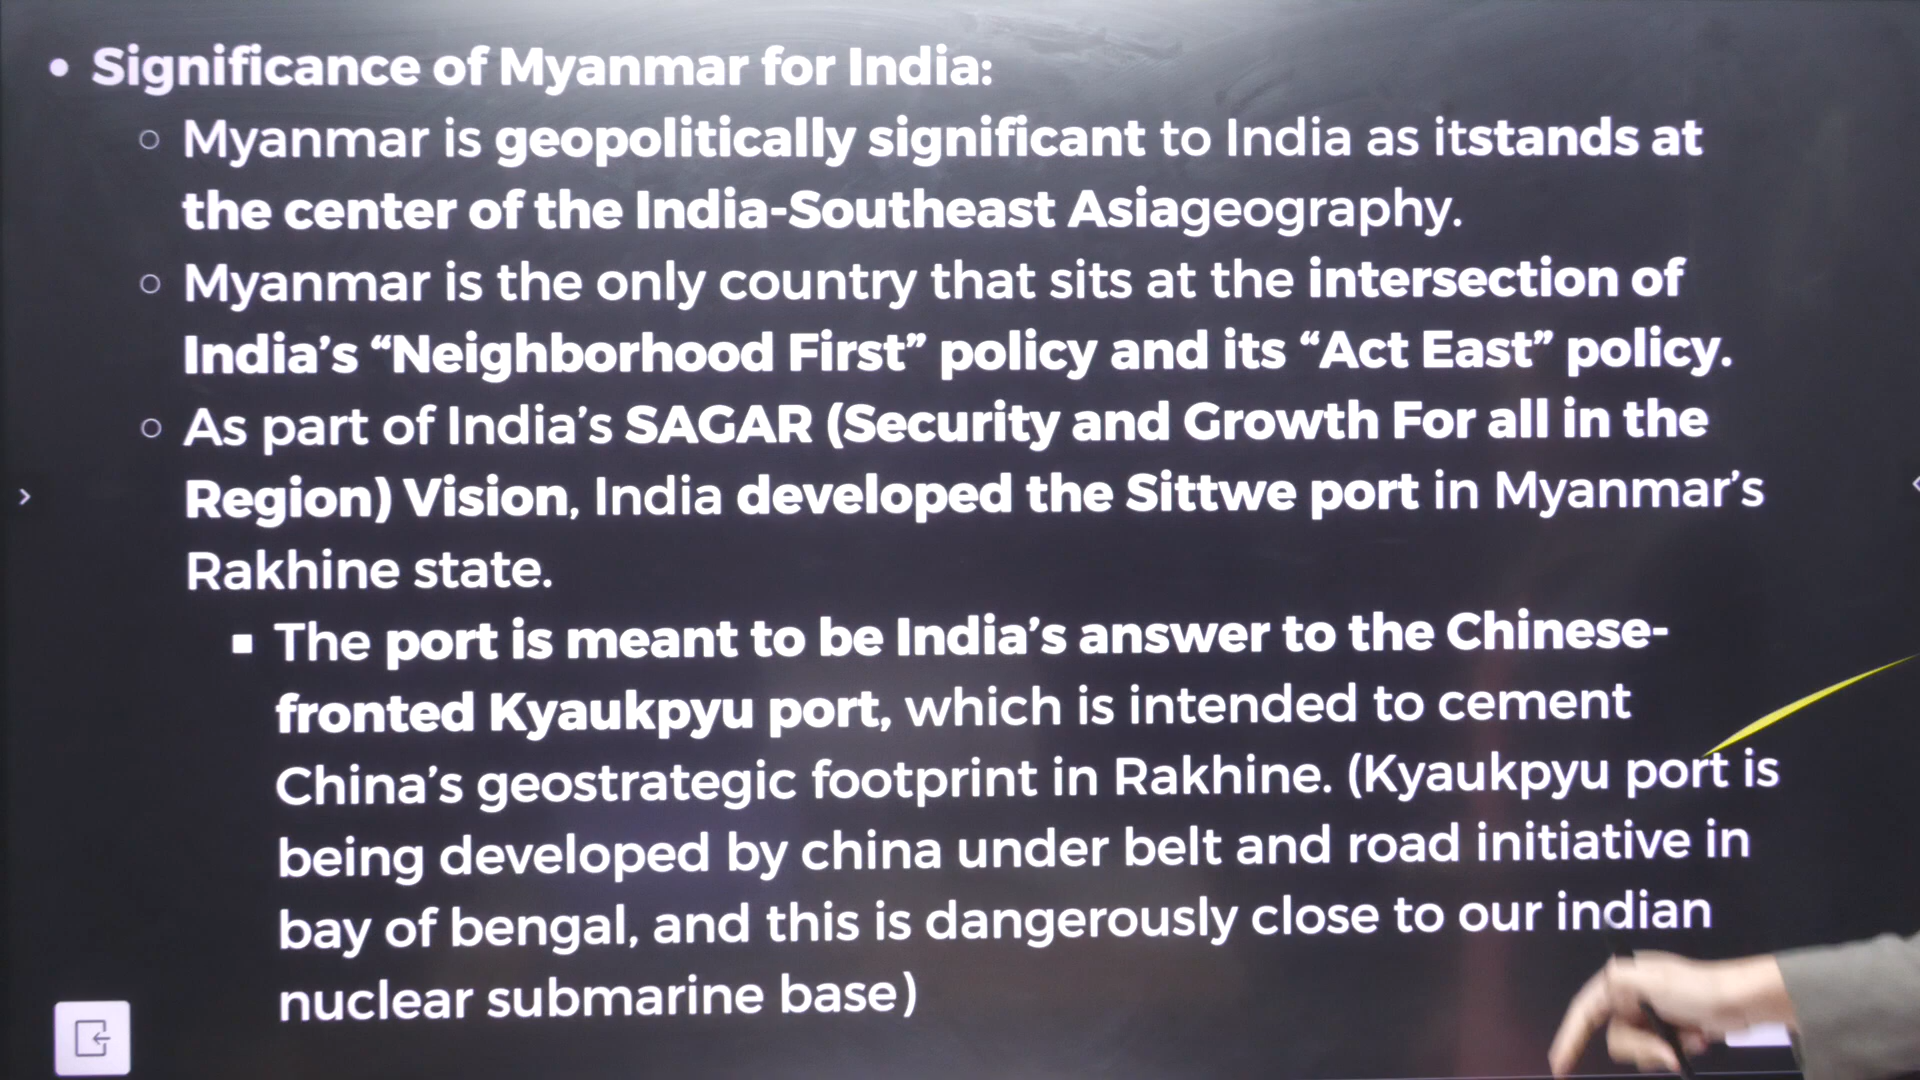 • Significance of Myanmar for India:
○ Myanmar is geopolitically significant to India as itstands at
the center of the India-Southeast Asiageography.
○ Myanmar is the only country that sits at the intersection of
India’s “Neighborhood First” policy and its “Act East” policy.
○ As part of India’s SAGAR (Security and Growth For all in the
Region) Vision, India developed the Sittwe port in Myanmar’s
Rakhine state.
▪ The port is meant to be India’s answer to the Chinese-
fronted Kyaukpyu port, which is intended to cement
China’s geostrategic footprint in Rakhine. (Kyaukpyu port is
being developed by china under belt and road initiative in
bay of bengal, and this is dangerously close to our indian
nuclear submarine base)